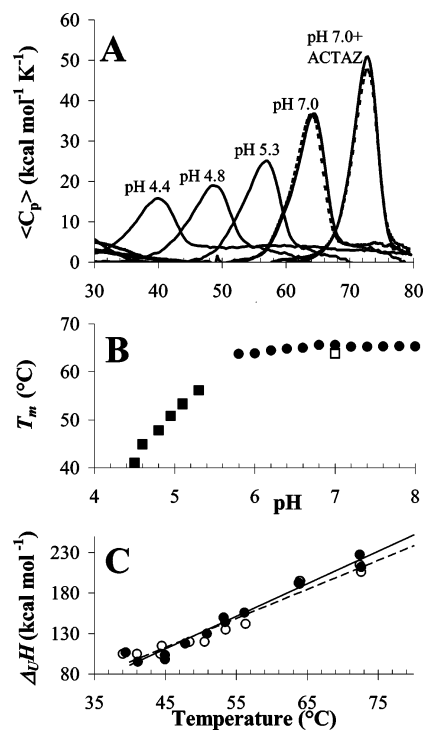 A
pH 7.0+
ACTAZ
pH 7.0
pH 5.3
pH 4.8
pH 4.4
<Cp> (kcal mol-1 K-1)
60
50
40
30
20
10
0
30 40 50 60 70 80
B
Tm (°C)
70
60
50
40
4 5 6 7 8
pH
C
ΔUH (kcal mol-1)
230
180
130
80
35 45 55 65 75
Temperature (°C)